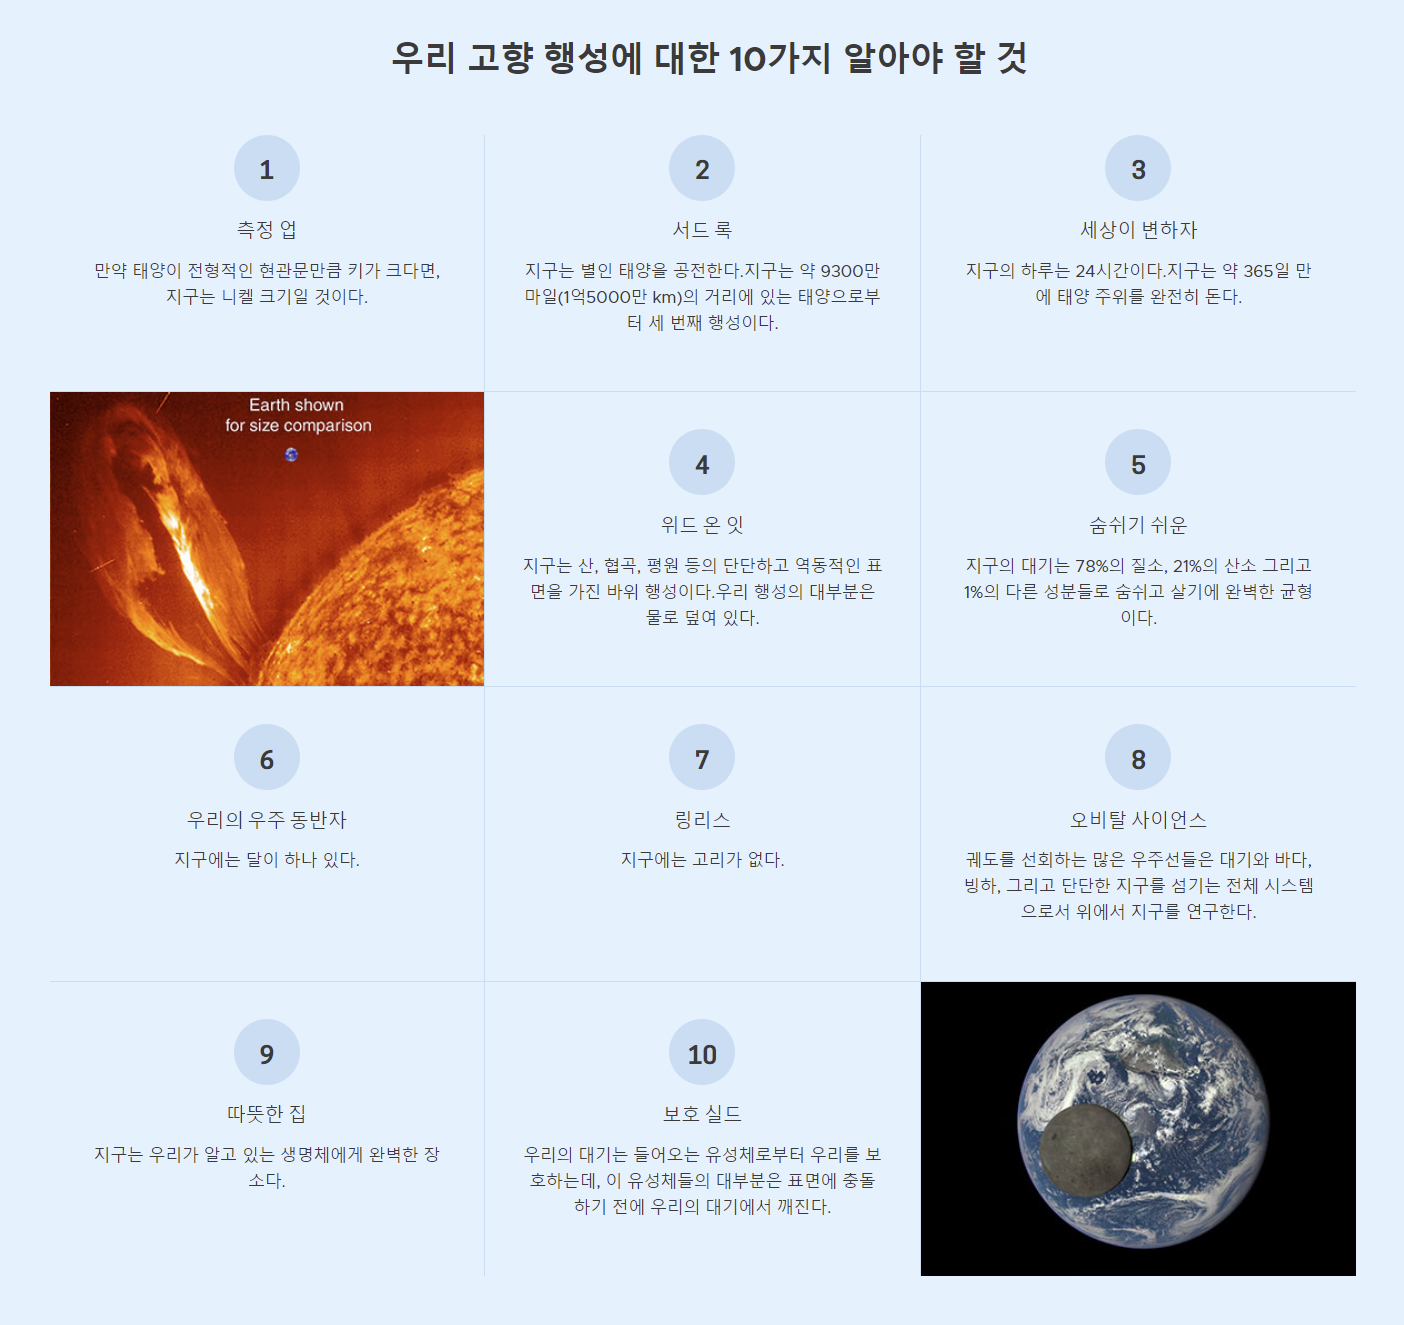 우리 고향 행성에 대한 10가지 알아야 할 것
1
측정 업
만약 태양이 전형적인 현관문만큼 키가 크다면,
지구는 니켈 크기일 것이다.
2
서드 록
지구는 별인 태양을 공전한다.지구는 약 9300만
마일(1억5000만 km)의 거리에 있는 태양으로부
터 세 번째 행성이다.
3
세상이 변하자
지구의 하루는 24시간이다.지구는 약 365일 만
에 태양 주위를 완전히 돈다.
Earth shown
for size comparison
4
위드 온 잇
지구는 산, 협곡, 평원 등의 단단하고 역동적인 표
면을 가진 바위 행성이다.우리 행성의 대부분은
물로 덮여 있다.
5
숨쉬기 쉬운
지구의 대기는 78%의 질소, 21%의 산소 그리고
1%의 다른 성분들로 숨쉬고 살기에 완벽한 균형
이다.
6
우리의 우주 동반자
지구에는 달이 하나 있다.
7
링리스
지구에는 고리가 없다.
8
오비탈 사이언스
궤도를 선회하는 많은 우주선들은 대기와 바다,
빙하, 그리고 단단한 지구를 섬기는 전체 시스템
으로서 위에서 지구를 연구한다.
9
따뜻한 집
지구는 우리가 알고 있는 생명체에게 완벽한 장
소다.
10
보호 실드
우리의 대기는 들어오는 유성체로부터 우리를 보
호하는데, 이 유성체들의 대부분은 표면에 충돌
하기 전에 우리의 대기에서 깨진다.